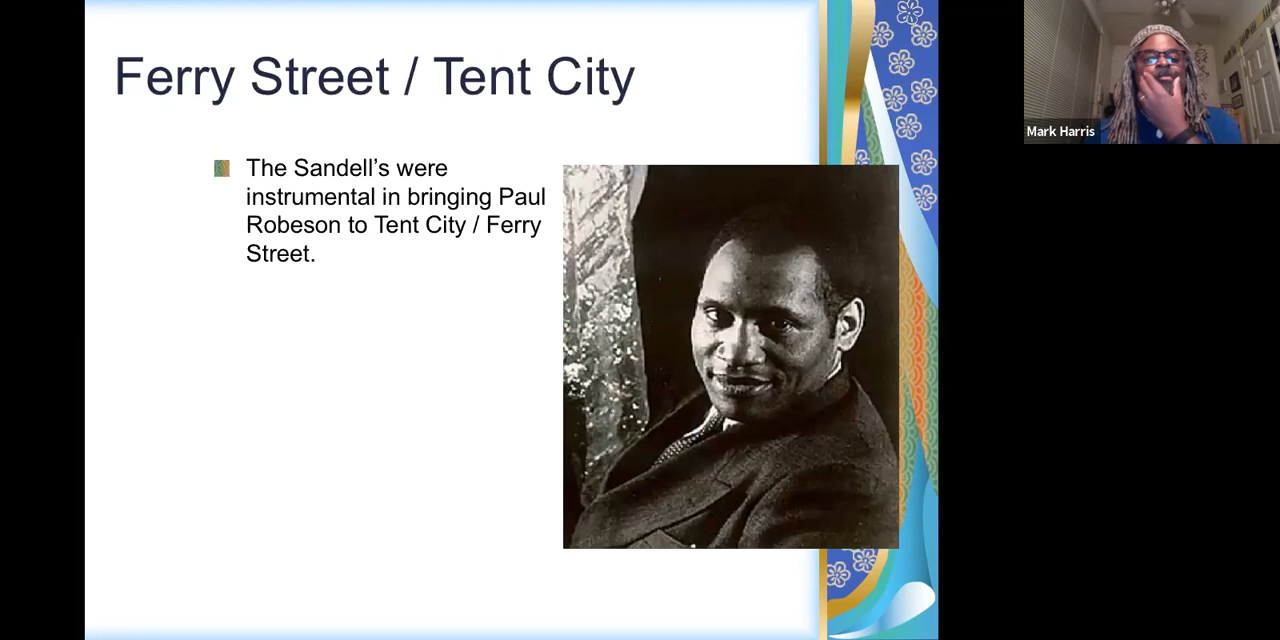 Ferry Street / Tent City
The Sandell’s were
instrumental in bringing Paul
Robeson to Tent City / Ferry
Street.
Mark Harris